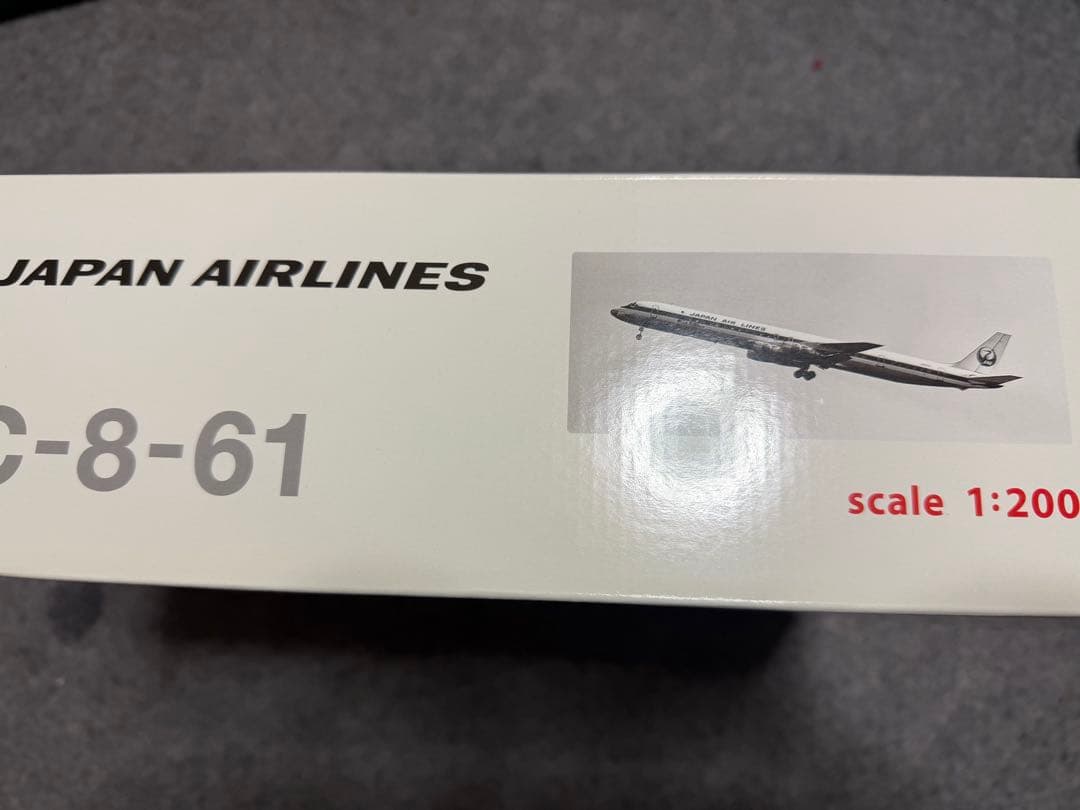 JAPAN AIRLINES
JAPAN AIR LINES
C-8-61
scale 1:200